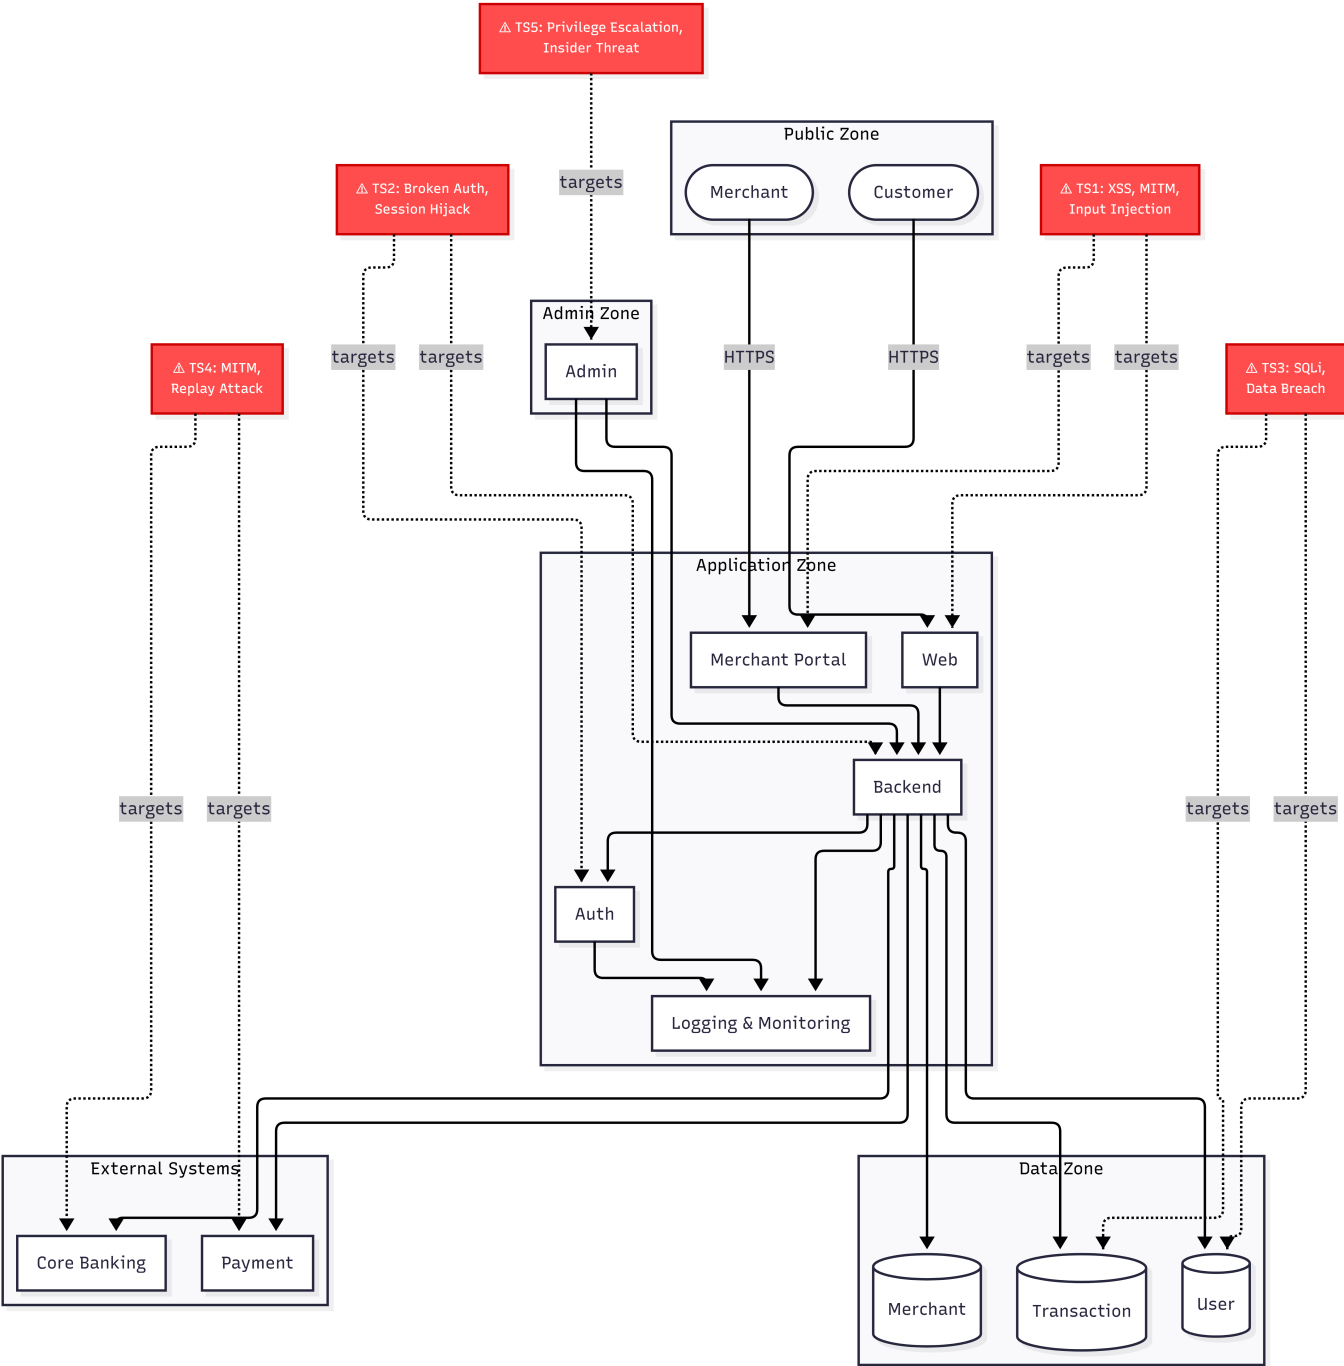 ⚠ TS5: Privilege Escalation,
Insider Threat
Public Zone
⚠ TS2: Broken Auth,
Session Hijack
targets
Merchant
Customer
⚠ TS1: XSS, MITM,
Input Injection
Admin Zone
⚠ TS4: MITM,
Replay Attack
targets
targets
Admin
HTTPS
HTTPS
targets
targets
⚠ TS3: SQLi,
Data Breach
Application Zone
Merchant Portal
Web
Backend
targets
targets
targets
targets
Auth
Logging & Monitoring
External Systems
Data Zone
Core Banking
Payment
Merchant
Transaction
User